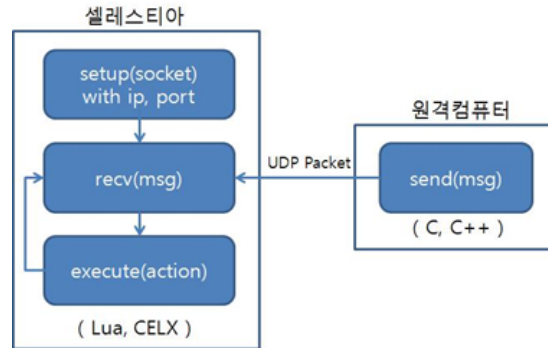 셀레스티아
setup(socket)
with ip, port
recv(msg)
execute(action)
( Lua, CELX )
UDP Packet
원격컴퓨터
send(msg)
( C, C++ )